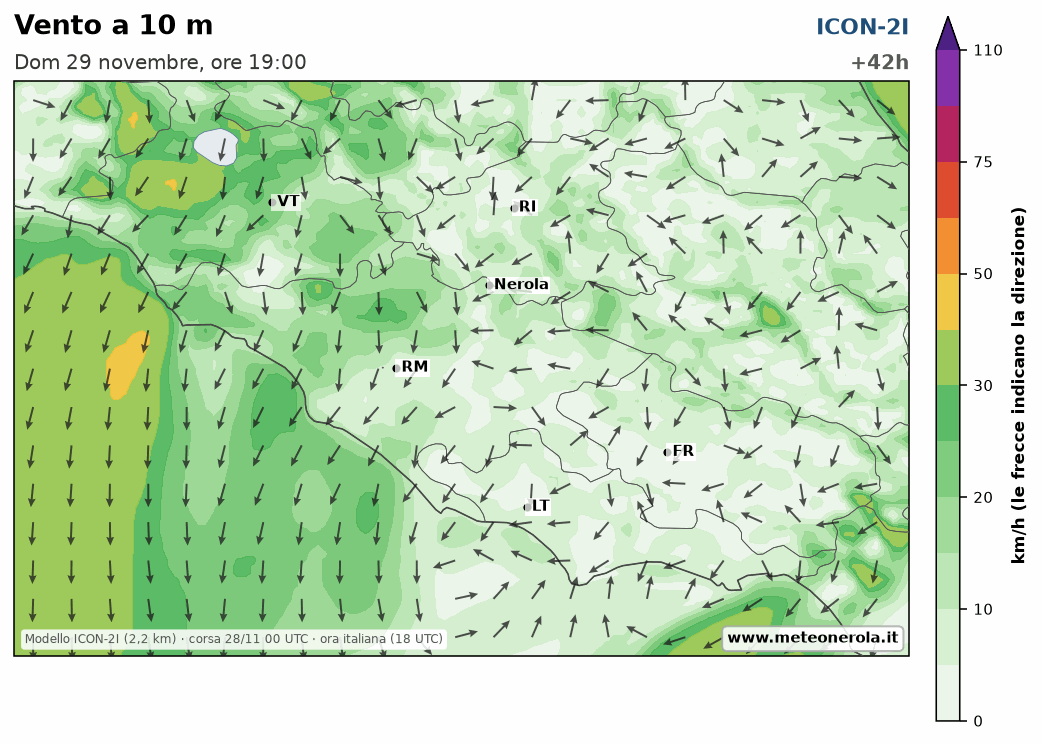 Vento a 10 m
ICON-2I
Dom 29 novembre, ore 19:00
+42h
VT
RI
Nerola
RM
FR
LT
Modello ICON-2I (2,2 km) · corsa 28/11 00 UTC · ora italiana (18 UTC)
www.meteonerola.it
110
75
50
30
20
10
0
km/h (le frecce indicano la direzione)